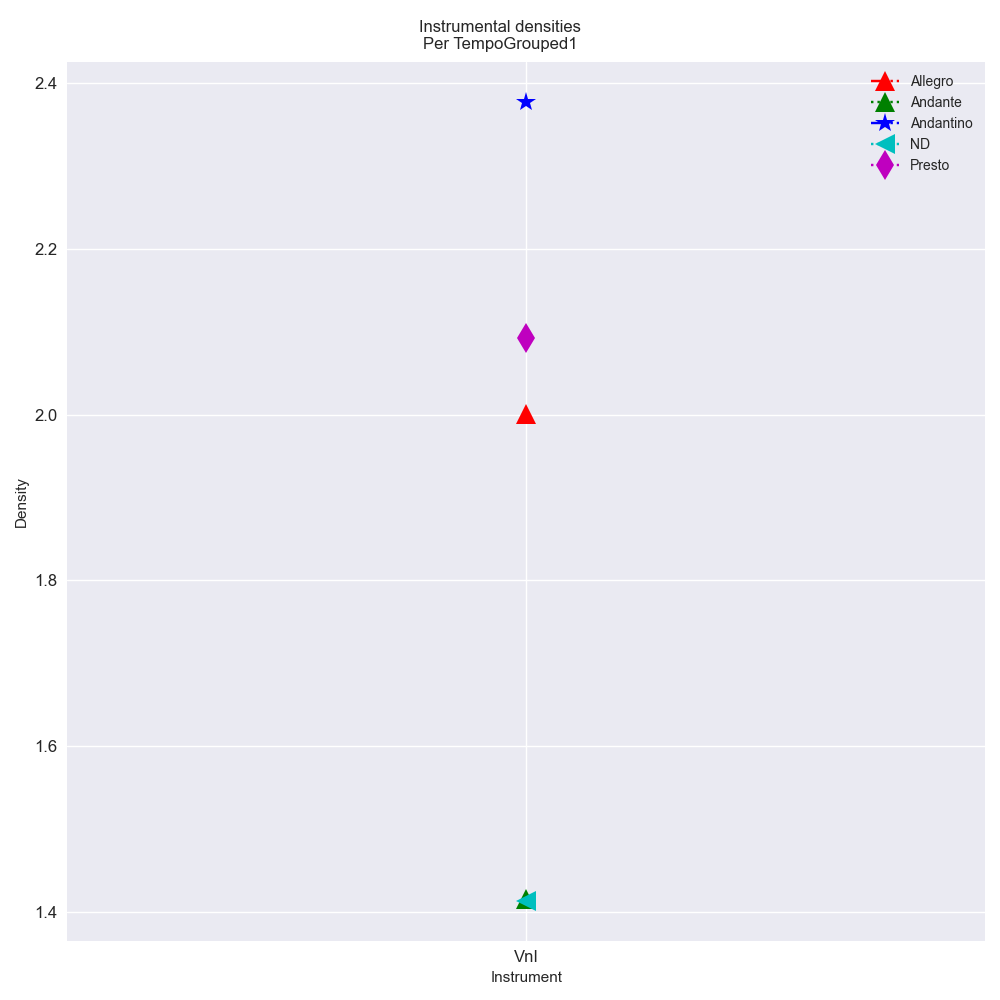 Instrumental densities
Per TempoGrouped1
2.4
2.2
2.0
1.8
1.6
1.4
Density
Allegro
Andante
Andantino
ND
Presto
VnI
Instrument